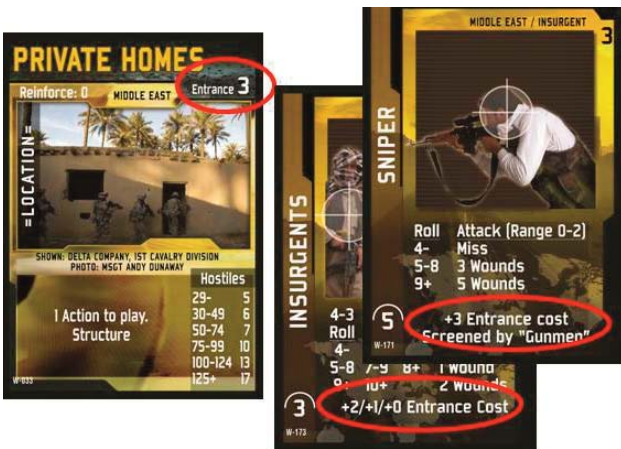 PRIVATE HOMES
Reinforce: 0
MIDDLE EAST
Entrance 3
=LOCATION=
SHOWN: DELTA COMPANY, 1ST CAVALRY DIVISION
PHOTO: MSGT ANDY DUNAWAY
1 Action to play.
Structure
Hostiles
29- 5
30-49 6
50-74 7
75-99 10
100-124 13
125+ 17
W-033
INSURGENTS
4-3
Roll
4-
5-8 7-9 8+ 1 Wound
9+ 10+ 2 Wounds
3
+2/+1/+0 Entrance Cost
W-173
MIDDLE EAST / INSURGENT
3
SNIPER
Roll Attack (Range 0-2)
4- Miss
5-8 3 Wounds
9+ 5 Wounds
5
+3 Entrance cost
Screened by "Gunmen"
W-171